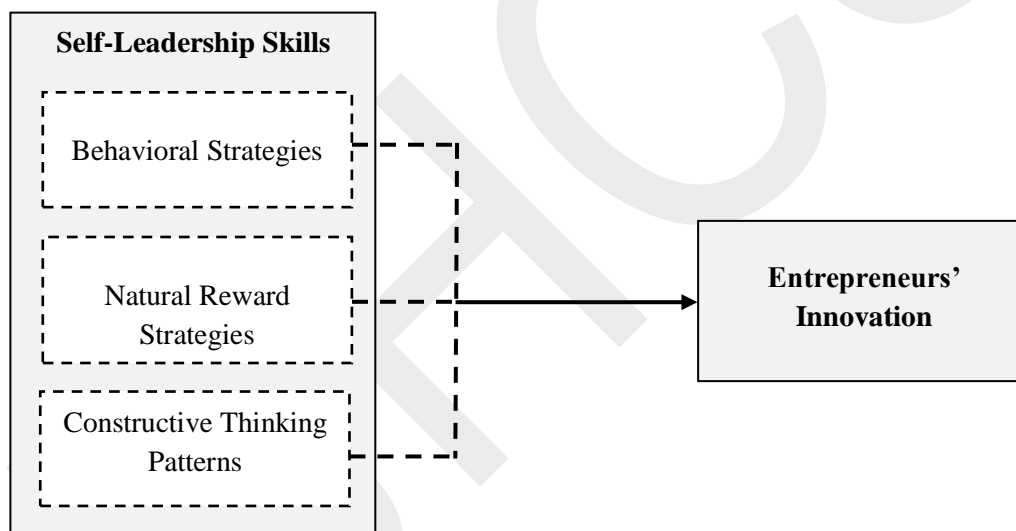 Self-Leadership Skills
Behavioral Strategies
Natural Reward
Strategies
Constructive Thinking
Patterns
Entrepreneurs’
Innovation